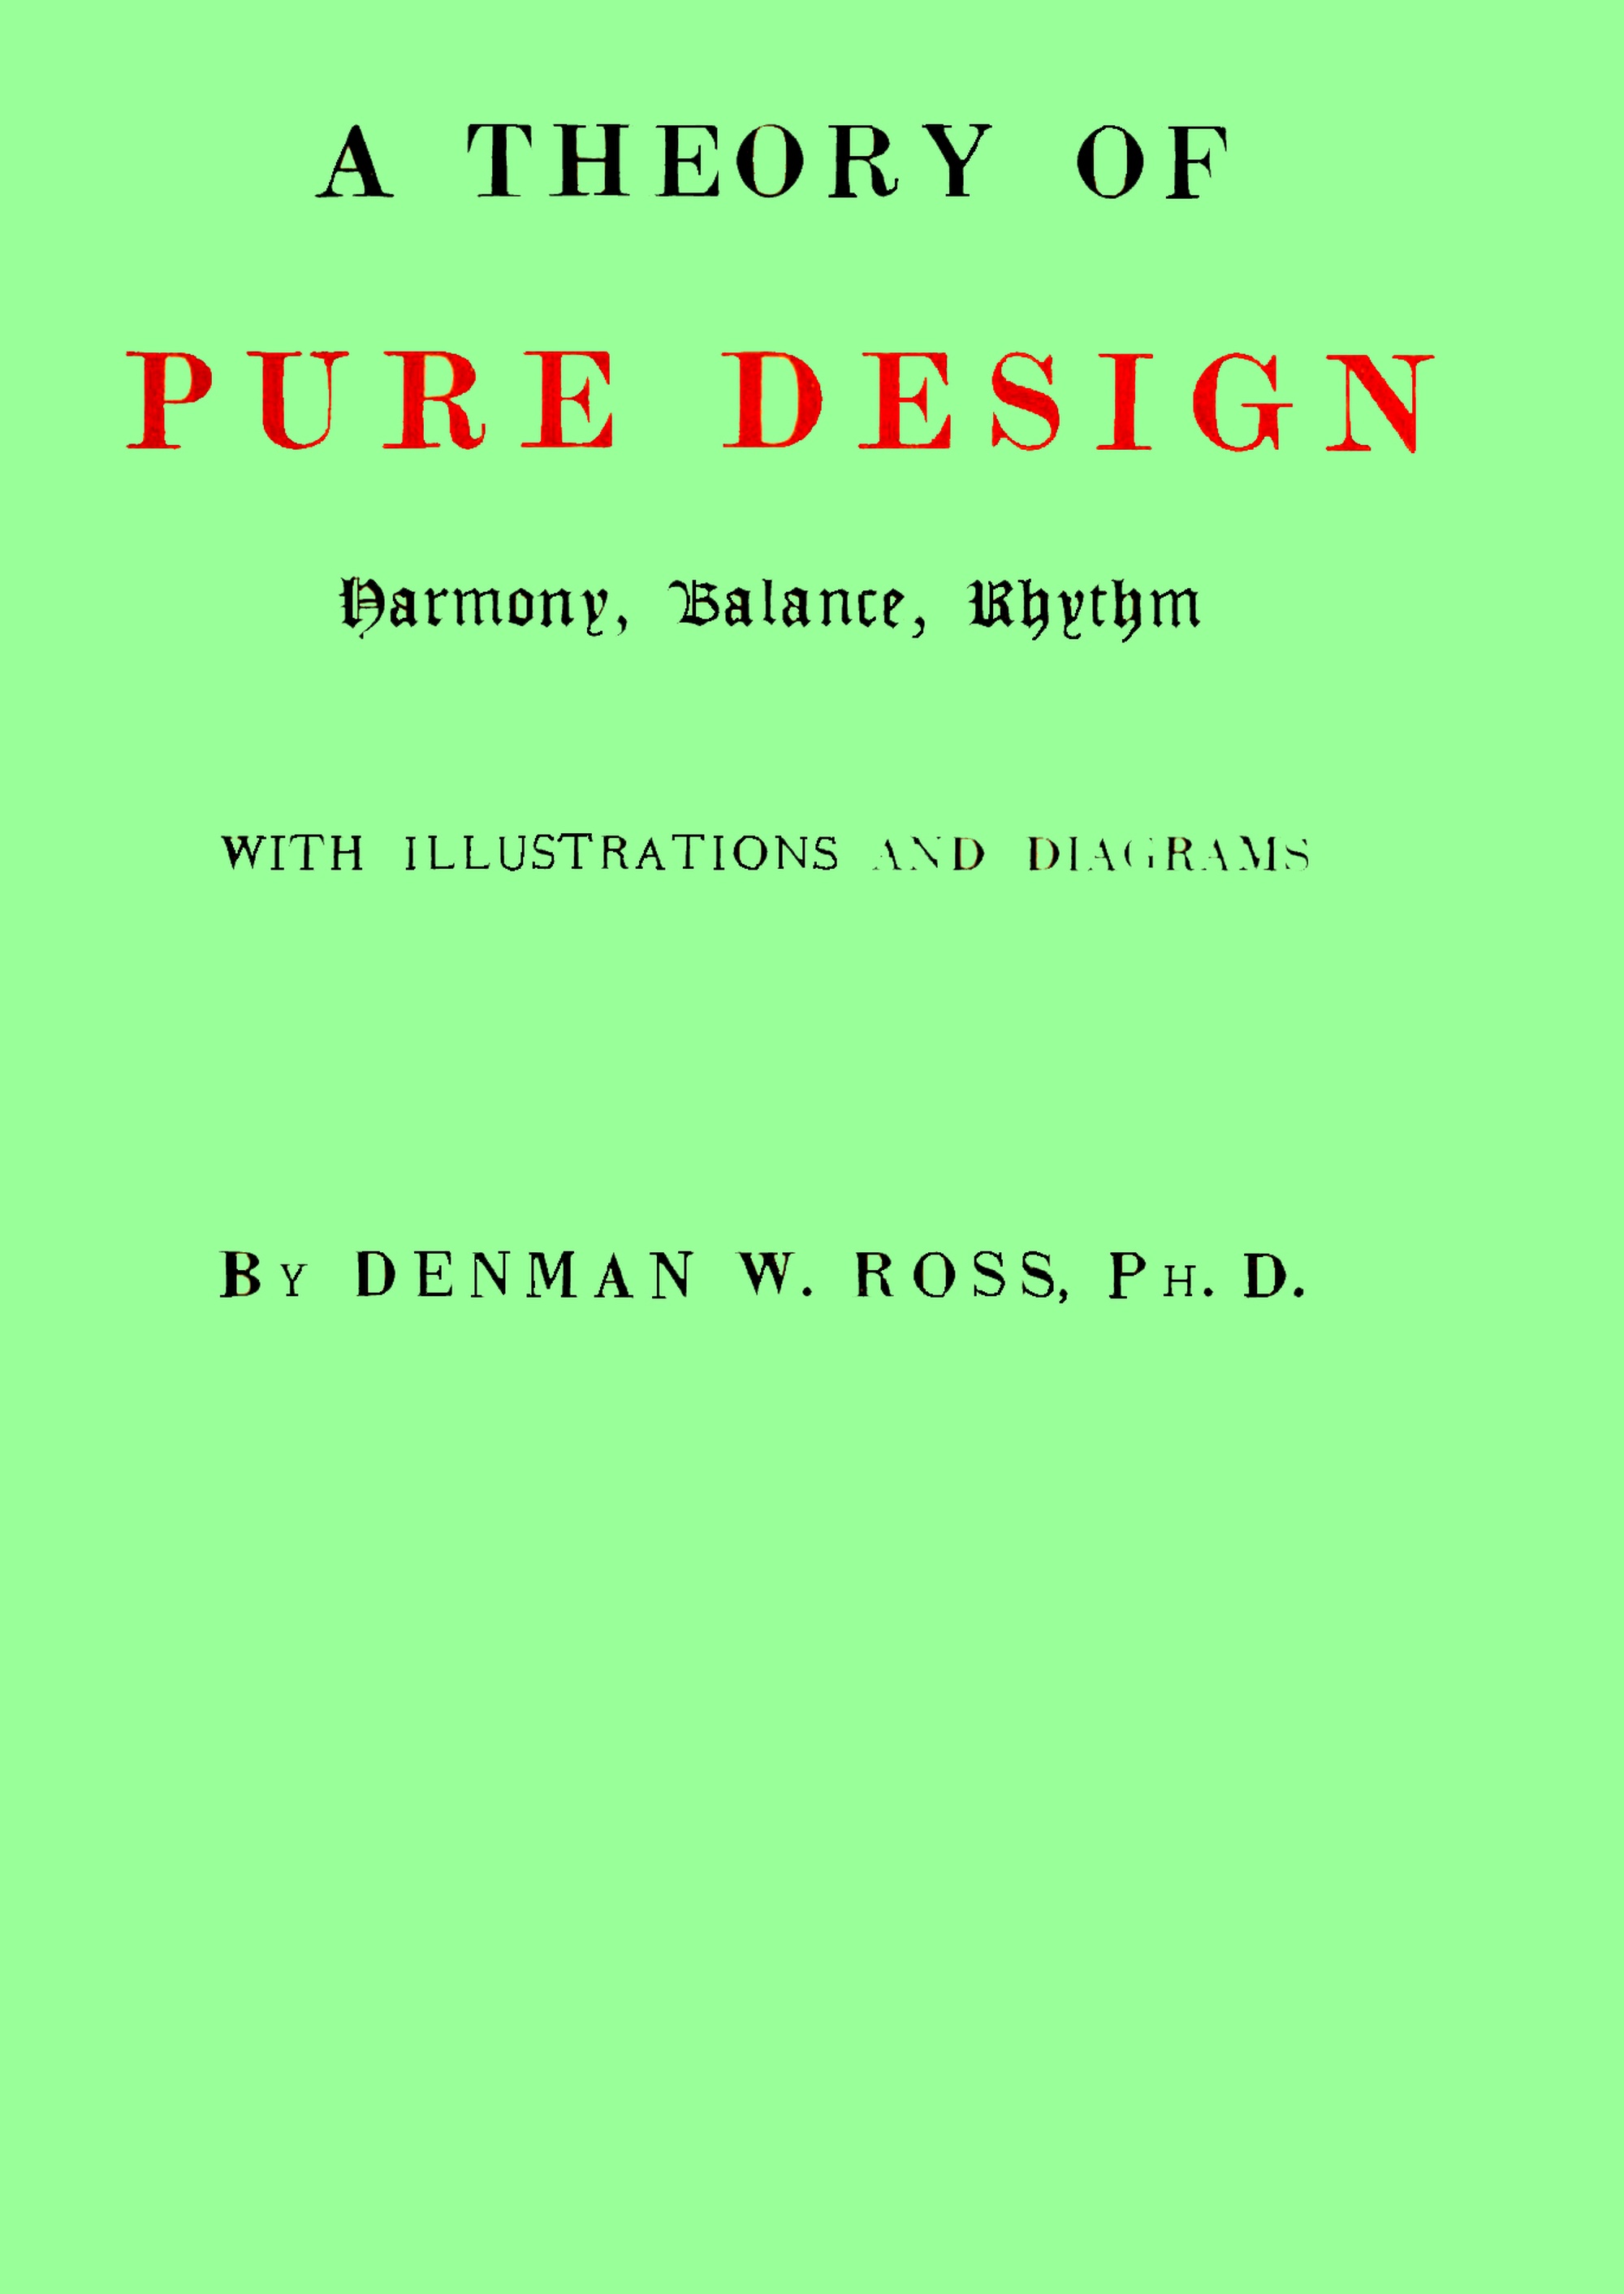 A THEORY OF
PURE DESIGN
Harmony, Balance, Rhythm
WITH ILLUSTRATIONS AND DIAGRAMS
BY DENMAN W. ROSS, PH. D.